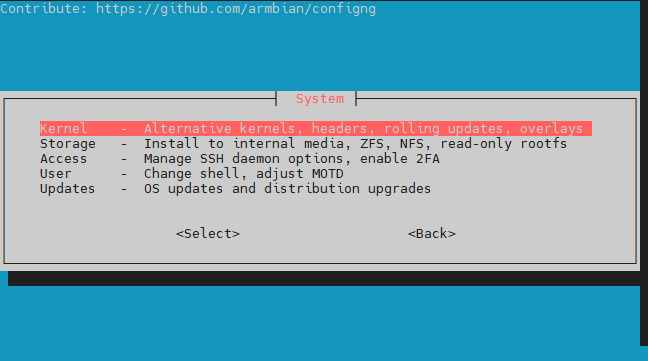 Contribute: https://github.com/armbian/configng
System
Kernel - Alternative kernels, headers, rolling updates, overlays
Storage - Install to internal media, ZFS, NFS, read-only rootfs
Access - Manage SSH daemon options, enable 2FA
User - Change shell, adjust MOTD
Updates - OS updates and distribution upgrades
<Select> <Back>